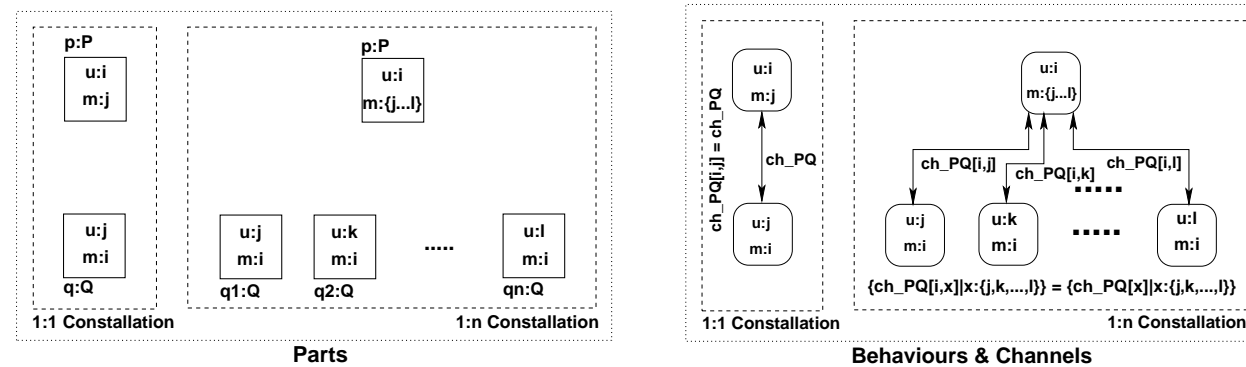 p:P
u:i
m:j
u:j
m:i
q:Q
1:1 Constallation
p:P
u:i
m:{j...l}
u:j
m:i
q1:Q
u:k
m:i
q2:Q
.....
u:l
m:i
qn:Q
1:n Constallation
Parts
ch_PQ[i,j] = ch_PQ
u:i
m:j
ch_PQ
u:j
m:i
1:1 Constallation
u:i
m:{j...l}
ch_PQ[i,j]
ch_PQ[i,k]
ch_PQ[i,l]
.....
u:j
m:i
u:k
m:i
.....
u:l
m:i
{ch_PQ[i,x]|x:{j,k,...,l}} = {ch_PQ[x]|x:{j,k,...,l}}
1:n Constallation
Behaviours & Channels